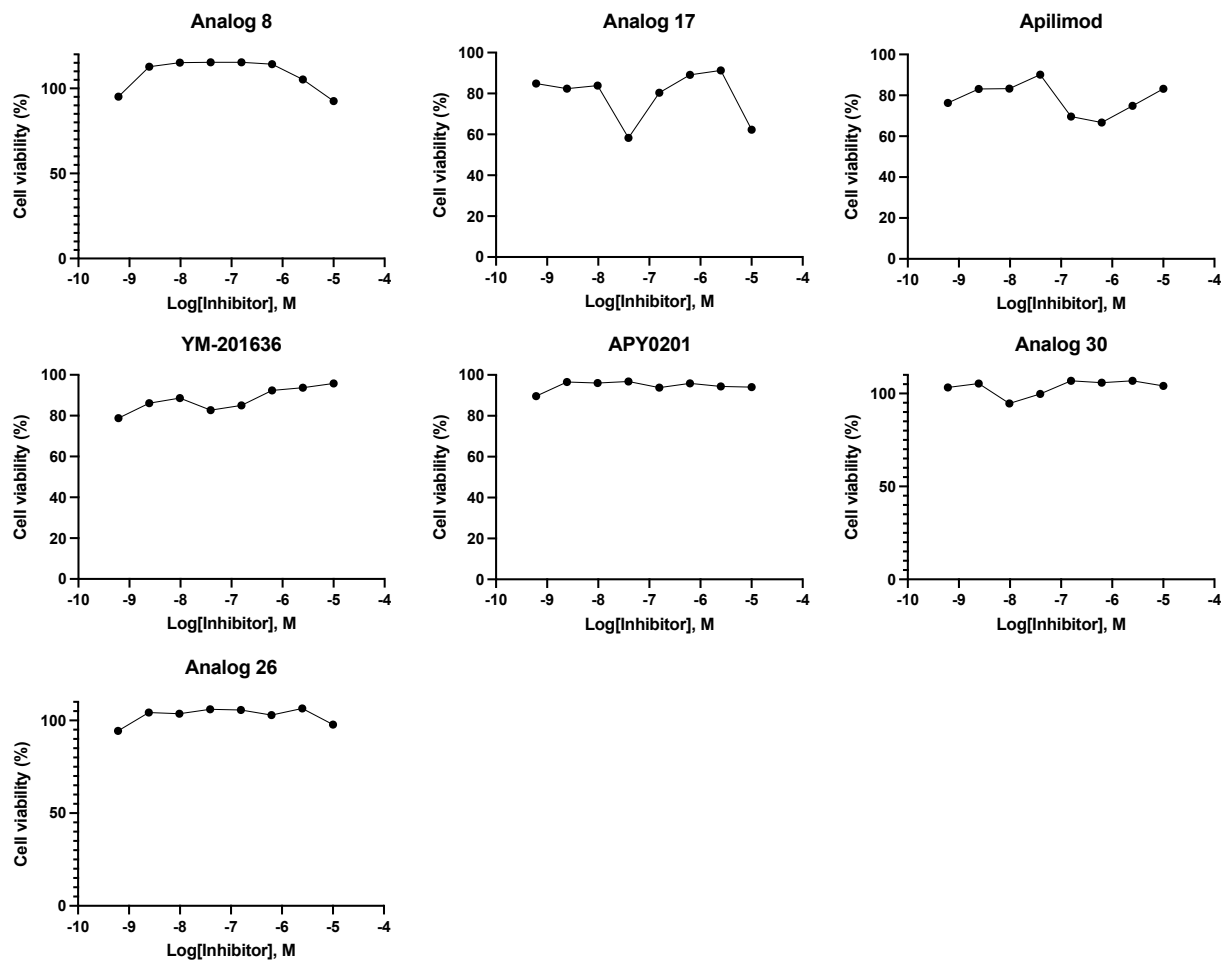 Analog 8
Cell viability (%)
100
50
0
-10 -9 -8 -7 -6 -5 -4
Log[Inhibitor], M
Analog 17
Cell viability (%)
100
80
60
40
20
0
-10 -9 -8 -7 -6 -5 -4
Log[Inhibitor], M
Apilimod
Cell viability (%)
100
80
60
40
20
0
-10 -9 -8 -7 -6 -5 -4
Log[Inhibitor], M
YM-201636
Cell viability (%)
100
80
60
40
20
0
-10 -9 -8 -7 -6 -5 -4
Log[Inhibitor], M
APY0201
Cell viability (%)
100
80
60
40
20
0
-10 -9 -8 -7 -6 -5 -4
Log[Inhibitor], M
Analog 30
Cell viability (%)
100
50
0
-10 -9 -8 -7 -6 -5 -4
Log[Inhibitor], M
Analog 26
Cell viability (%)
100
50
0
-10 -9 -8 -7 -6 -5 -4
Log[Inhibitor], M